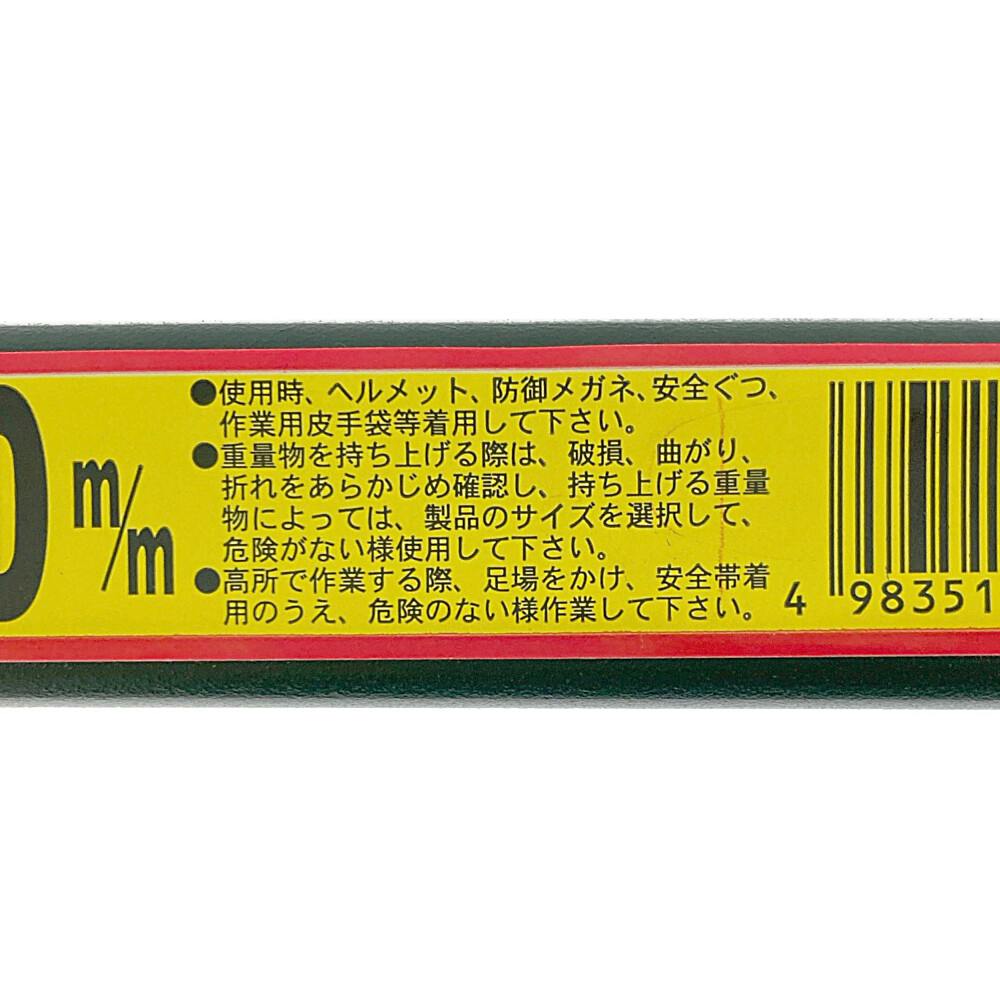 0 m/m
●使用時、ヘルメット、防御メガネ、安全ぐつ、
作業用皮手袋等着用して下さい。
●重量物を持ち上げる際は、破損、曲がり、
折れをあらかじめ確認し、持ち上げる重量
物によっては、製品のサイズを選択して、
危険がない様使用して下さい。
●高所で作業する際、足場をかけ、安全帯着
用のうえ、危険のない様作業して下さい。
4 98351